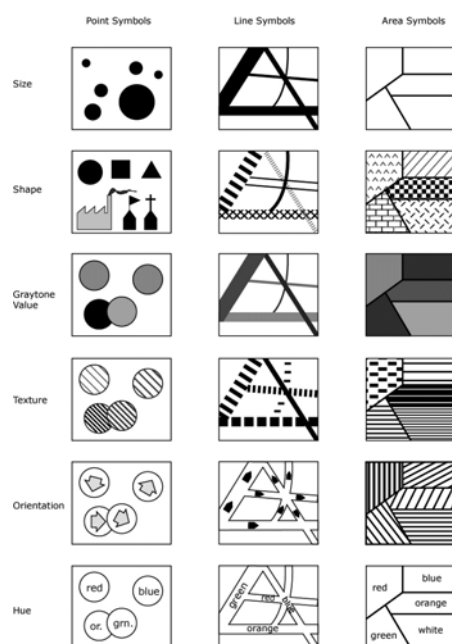 Point Symbols Line Symbols Area Symbols
Size
Shape
Graytone
Value
Texture
Orientation
Hue
red
blue
or.
grn.
green
red
blue
orange
red
blue
orange
green
white